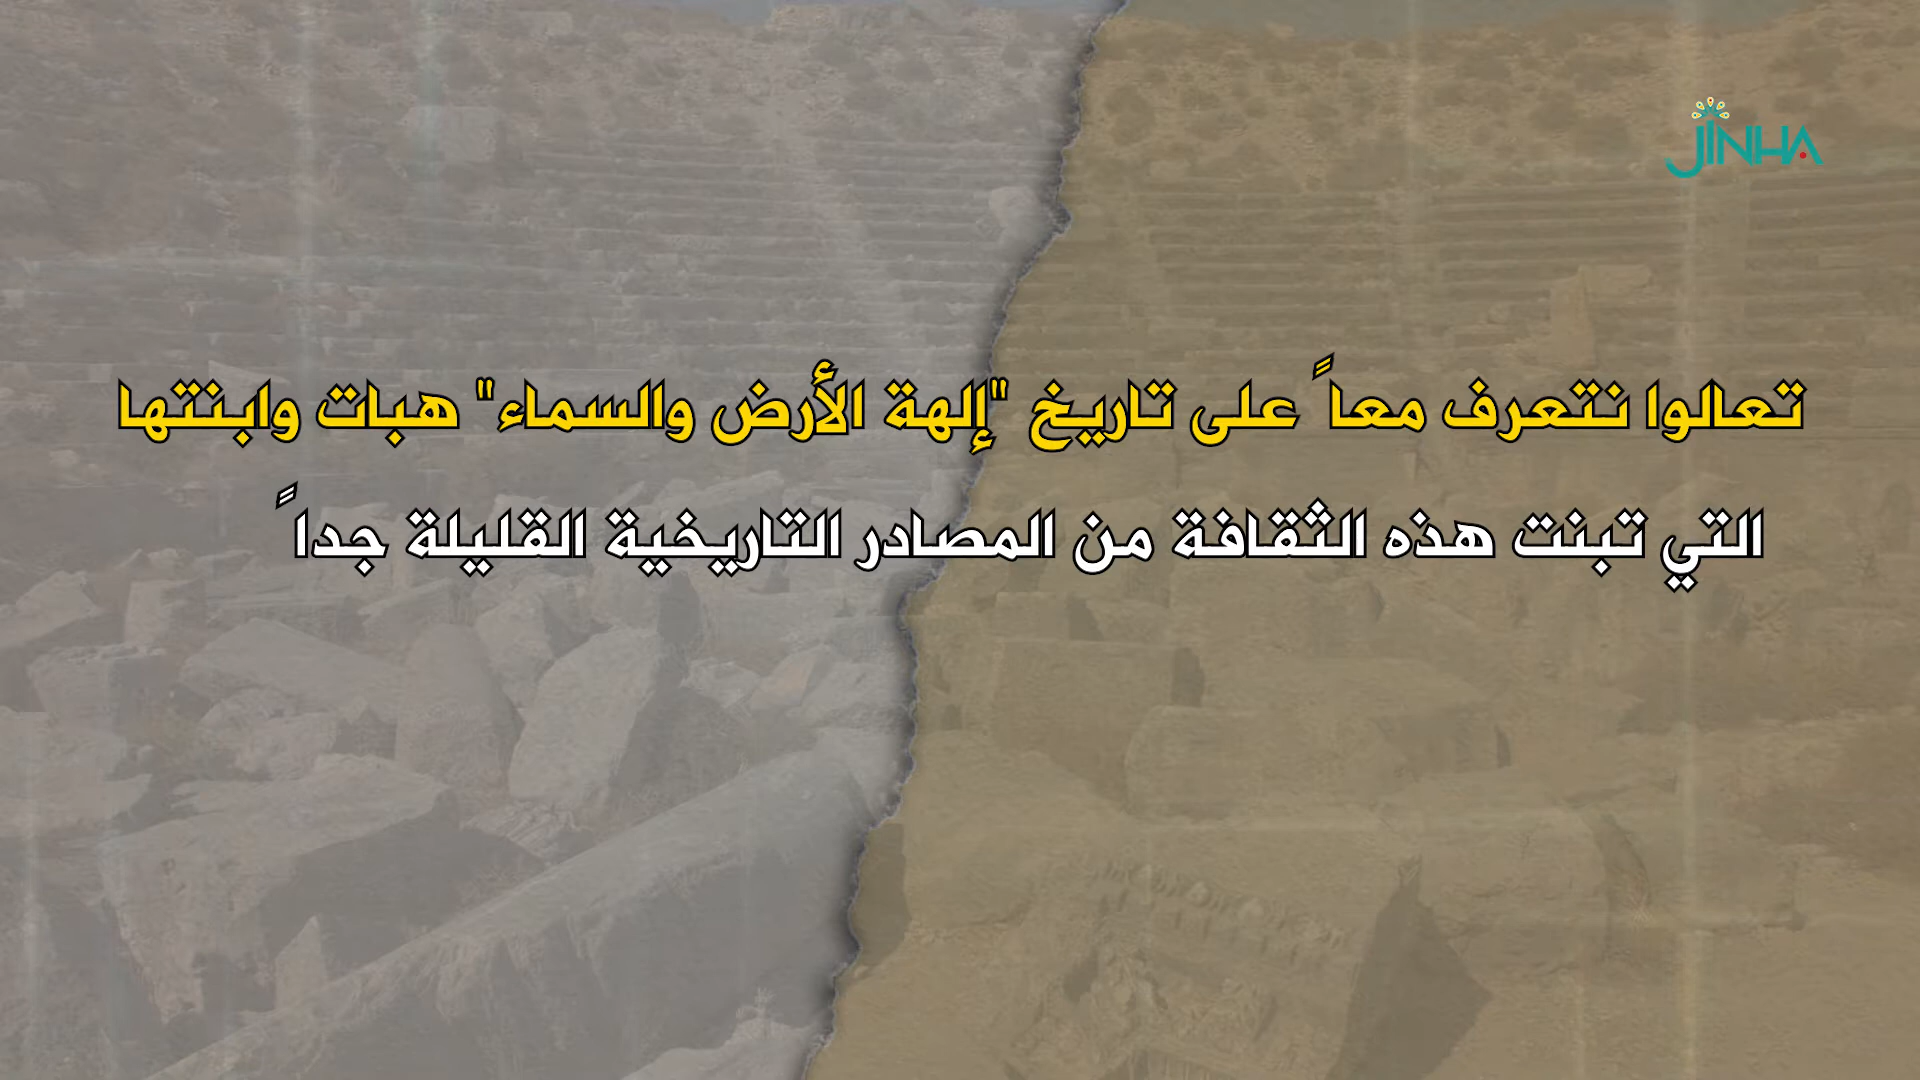 JINHA
تعالوا نتعرف معاً على تاريخ "إلهة الأرض والسماء" هبات وابنتها
التي تبنت هذه الثقافة من المصادر التاريخية القليلة جداً